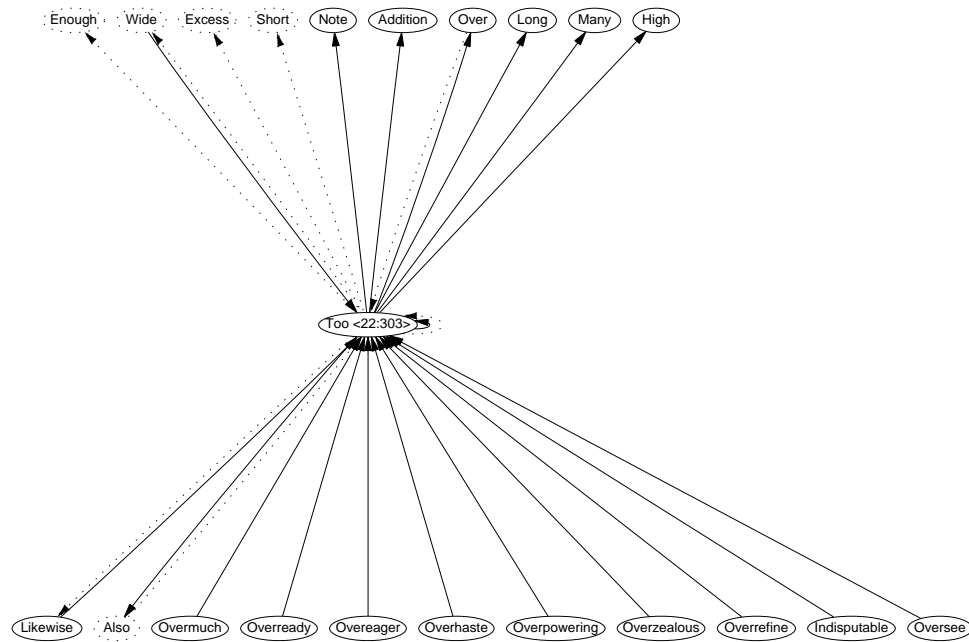 Enough Wide Excess Short Note Addition Over Long Many High
Too <22:303>
Likewise Also Overmuch Overready Overeager Overhaste Overpowering Overzealous Overrefine Indisputable Oversee